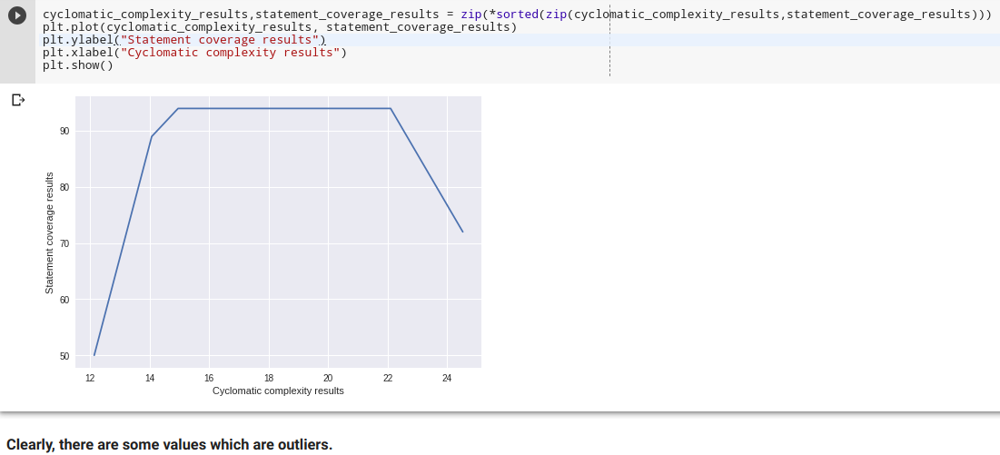 cyclomatic_complexity_results,statement_coverage_results = zip(*sorted(zip(cyclomatic_complexity_results,statement_coverage_results)))
plt.plot(cyclomatic_complexity_results, statement_coverage_results)
plt.ylabel("Statement coverage results")
plt.xlabel("Cyclomatic complexity results")
plt.show()
90
80
70
60
50
Statement coverage results
12 14 16 18 20 22 24
Cyclomatic complexity results
Clearly, there are some values which are outliers.